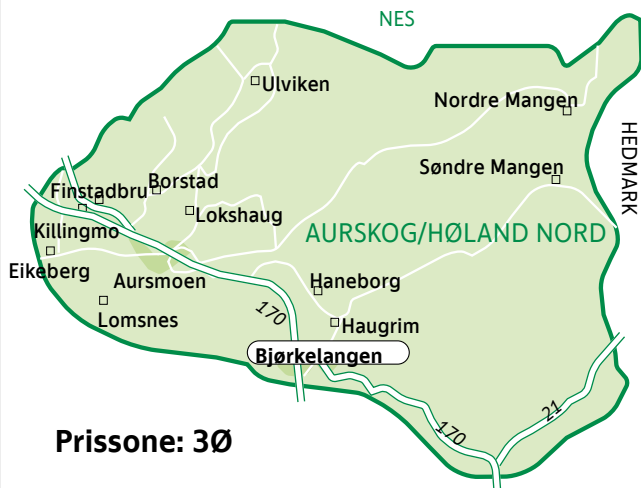 NES
Ulviken
Nordre Mangen
HEDMARK
Søndre Mangen
Finstadbru
Borstad
Lokshaug
Killingmo
AURSKOG/HØLAND NORD
Eikeberg
Aursmoen
Haneborg
Lomsnes
170
Haugrim
Bjørkelangen
21
170
Prissone: 3Ø